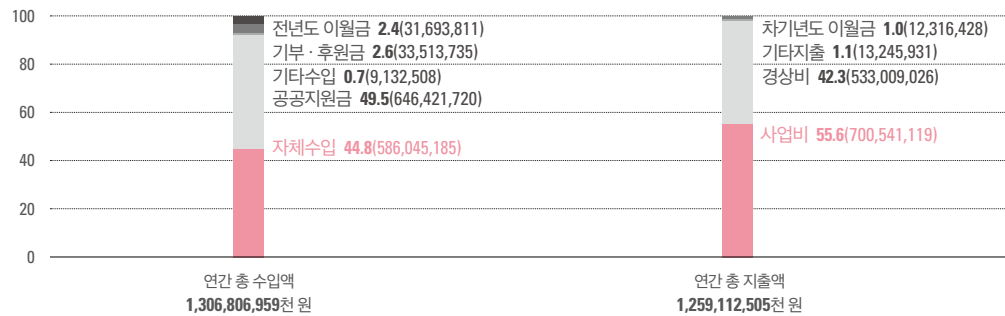 100
80
60
40
20
0
전년도 이월금 2.4(31,693,811)
기부 · 후원금 2.6(33,513,735)
기타수입 0.7(9,132,508)
공공지원금 49.5(646,421,720)
자체수입 44.8(586,045,185)
차기년도 이월금 1.0(12,316,428)
기타지출 1.1(13,245,931)
경상비 42.3(533,009,026)
사업비 55.6(700,541,119)
연간 총 수입액
1,306,806,959천 원
연간 총 지출액
1,259,112,505천 원